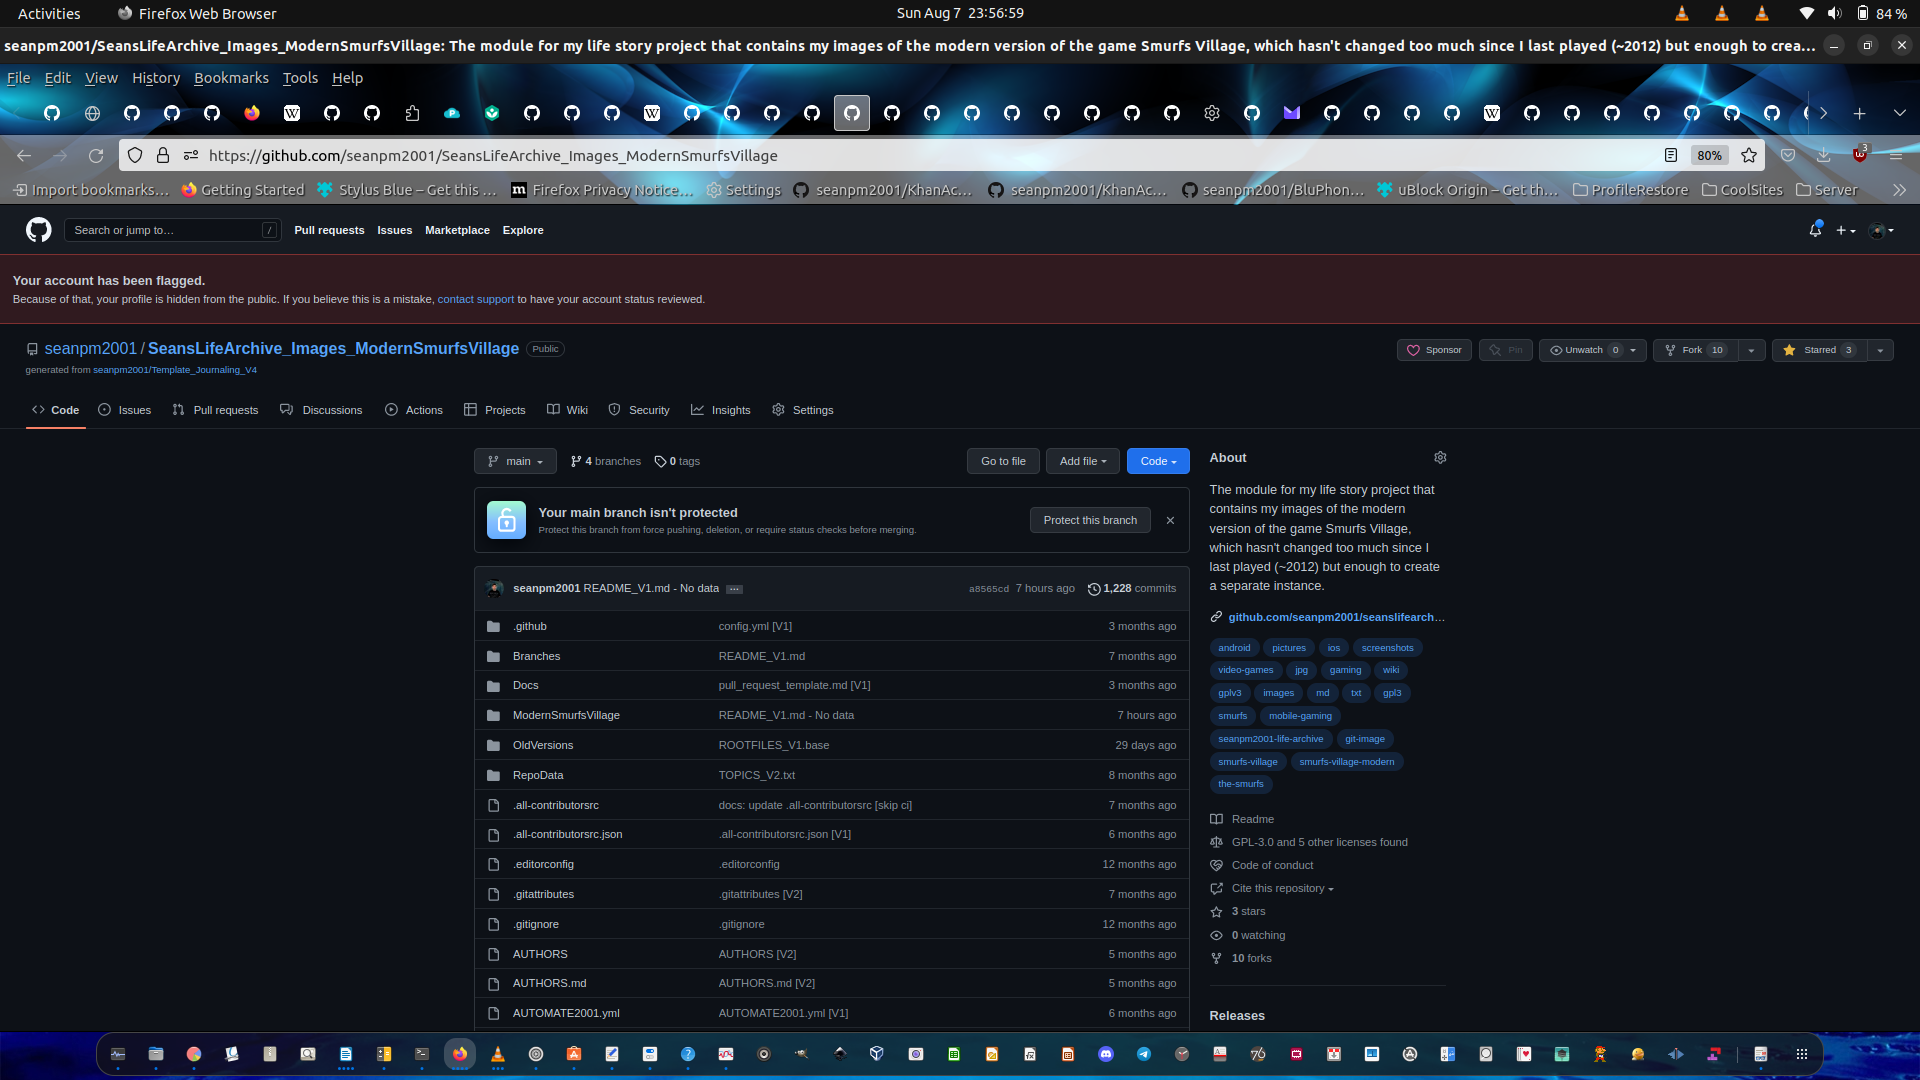 Activities Firefox Web Browser Sun Aug 7 23:56:59 84 %
seanpm2001/SeansLifeArchive_Images_ModernSmurfsVillage: The module for my life story project that contains my images of the modern version of the game Smurfs Village, which hasn't changed too much since I last played (~2012) but enough to crea…
File Edit View History Bookmarks Tools Help
https://github.com/seanpm2001/SeansLifeArchive_Images_ModernSmurfsVillage 80% 3
Import bookmarks… Getting Started Stylus Blue – Get this … Firefox Privacy Notice… Settings seanpm2001/KhanAc… seanpm2001/KhanAc… seanpm2001/BluPhon… uBlock Origin – Get th… ProfileRestore CoolSites Server
Search or jump to… / Pull requests Issues Marketplace Explore
Your account has been flagged.
Because of that, your profile is hidden from the public. If you believe this is a mistake, contact support to have your account status reviewed.
seanpm2001 / SeansLifeArchive_Images_ModernSmurfsVillage Public Sponsor Pin Unwatch 0 Fork 10 Starred 3
generated from seanpm2001/Template_Journaling_V4
Code Issues Pull requests Discussions Actions Projects Wiki Security Insights Settings
main 4 branches 0 tags Go to file Add file Code
Your main branch isn't protected
Protect this branch from force pushing, deletion, or require status checks before merging.
Protect this branch
seanpm2001 README_V1.md - No data ... a8565cd 7 hours ago 1,228 commits
.github config.yml [V1] 3 months ago
Branches README_V1.md 7 months ago
Docs pull_request_template.md [V1] 3 months ago
ModernSmurfsVillage README_V1.md - No data 7 hours ago
OldVersions ROOTFILES_V1.base 29 days ago
RepoData TOPICS_V2.txt 8 months ago
.all-contributorsrc docs: update .all-contributorsrc [skip ci] 7 months ago
.all-contributorsrc.json .all-contributorsrc.json [V1] 6 months ago
.editorconfig .editorconfig 12 months ago
.gitattributes .gitattributes [V2] 7 months ago
.gitignore .gitignore 12 months ago
AUTHORS AUTHORS [V2] 5 months ago
AUTHORS.md AUTHORS.md [V2] 5 months ago
AUTOMATE2001.yml AUTOMATE2001.yml [V1] 6 months ago
About
The module for my life story project that
contains my images of the modern
version of the game Smurfs Village,
which hasn't changed too much since I
last played (~2012) but enough to create
a separate instance.
github.com/seanpm2001/seanslifearch…
android pictures ios screenshots
video-games jpg gaming wiki
gplv3 images md txt gpl3
smurfs mobile-gaming
seanpm2001-life-archive git-image
smurfs-village smurfs-village-modern
the-smurfs
Readme
GPL-3.0 and 5 other licenses found
Code of conduct
Cite this repository
3 stars
0 watching
10 forks
Releases